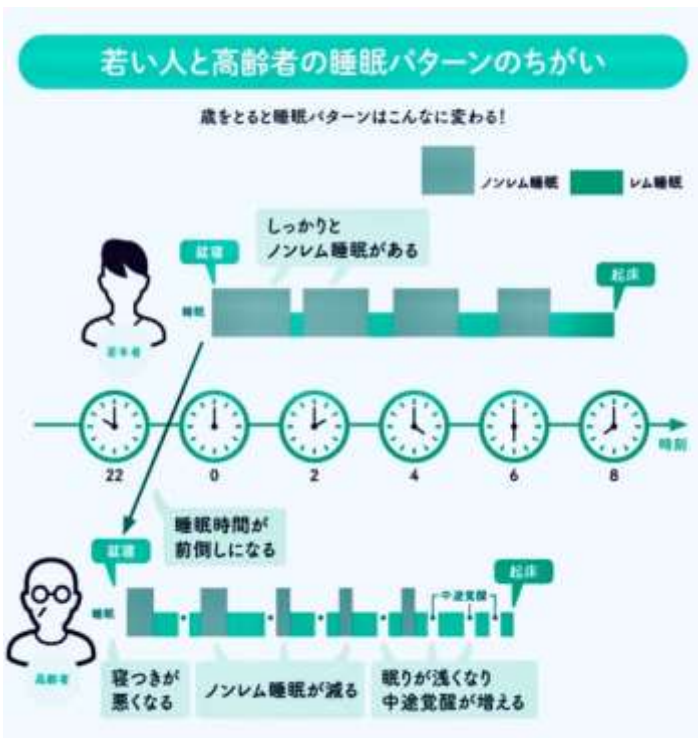 若い人と高齢者の睡眠パターンのちがい
歳をとると睡眠パターンはこんなに変わる!
ノンレム睡眠
レム睡眠
しっかりと
ノンレム睡眠がある
就寝
起床
睡眠
若年者
時刻
22
0
2
4
6
8
睡眠時間が
前倒しになる
就寝
起床
中途覚醒
睡眠
高齢者
寝つきが
悪くなる
ノンレム睡眠が減る
眠りが浅くなり
中途覚醒が増える